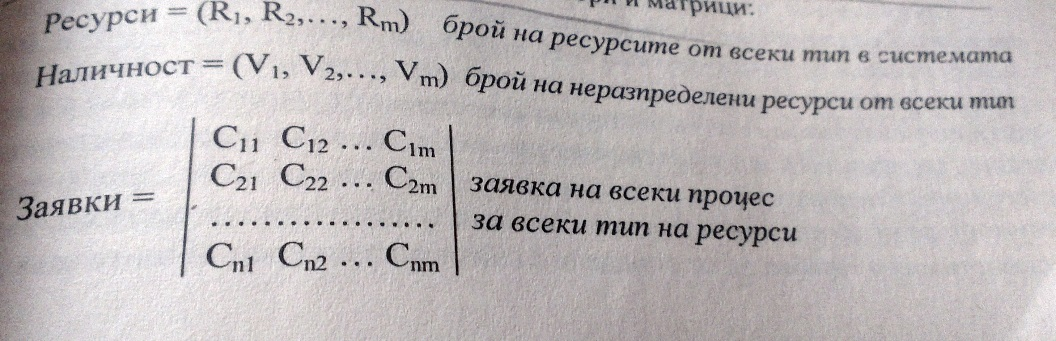 и матрици:
Ресурси = (R₁, R₂,…, Rₘ) брой на ресурсите от всеки тип в системата
Наличност = (V₁, V₂,…, Vₘ) брой на неразпределени ресурси от всеки тип
C₁₁ C₁₂ … C₁ₘ
C₂₁ C₂₂ … C₂ₘ заявка на всеки процес
Заявки =
.................... за всеки тип на ресурси
Cₙ₁ Cₙ₂ … Cₙₘ